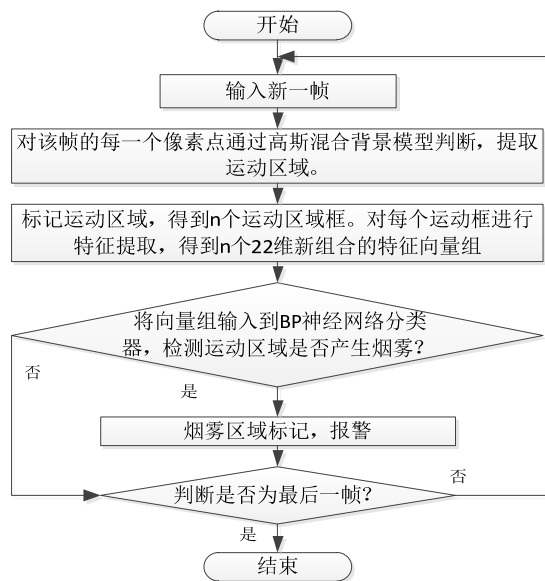 开始
输入新一帧
对该帧的每一个像素点通过高斯混合背景模型判断，提取
运动区域。
标记运动区域，得到n个运动区域框。对每个运动框进行
特征提取，得到n个22维新组合的特征向量组
将向量组输入到BP神经网络分类
器，检测运动区域是否产生烟雾？
否
是
烟雾区域标记，报警
判断是否为最后一帧？
否
是
结束